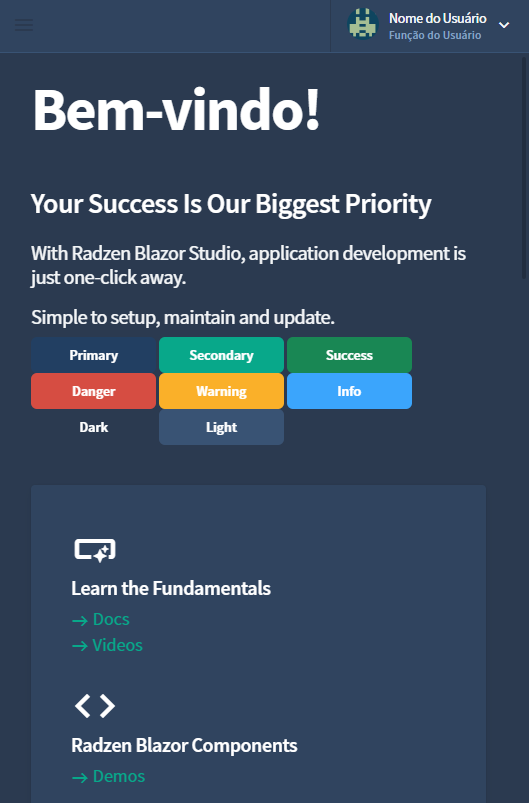 Nome do Usuário
Função do Usuário
Bem-vindo!
Your Success Is Our Biggest Priority
With Radzen Blazor Studio, application development is
just one-click away.
Simple to setup, maintain and update.
Primary Secondary Success
Danger Warning Info
Dark Light
Learn the Fundamentals
→ Docs
→ Videos
Radzen Blazor Components
→ Demos